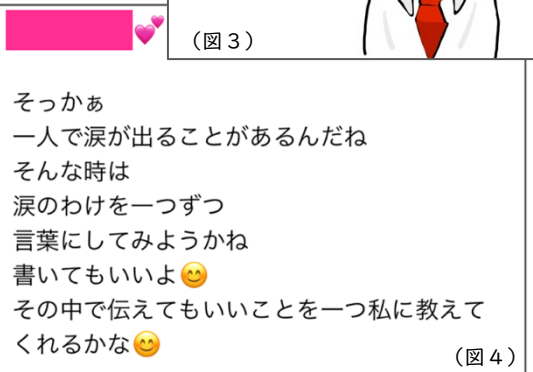 （図３）
💕
そっかぁ
一人で涙が出ることがあるんだね
そんな時は
涙のわけを一つずつ
言葉にしてみようかね
書いてもいいよ😊
その中で伝えてもいいことを一つ私に教えて
くれるかな😊
（図４）